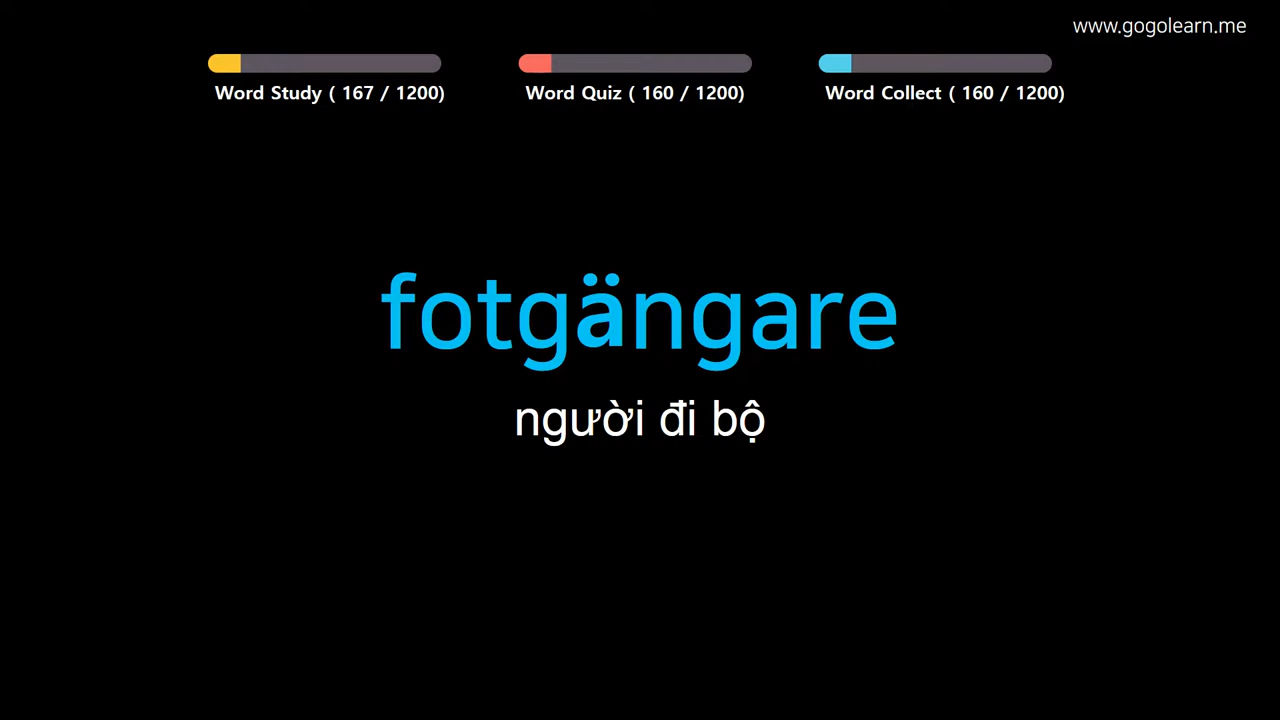 www.gogolearn.me
Word Study ( 167 / 1200)
Word Quiz ( 160 / 1200)
Word Collect ( 160 / 1200)
fotgängare
người đi bộ